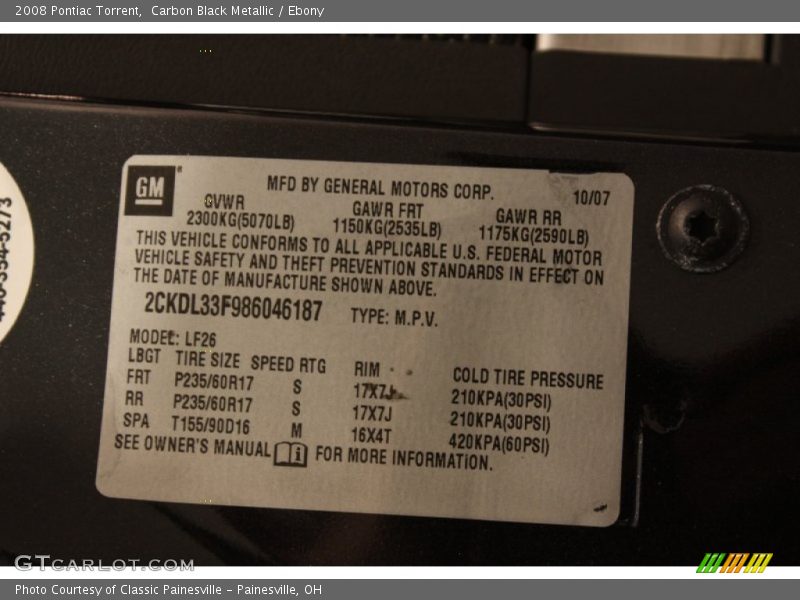 2008 Pontiac Torrent, Carbon Black Metallic / Ebony
GM
MFD BY GENERAL MOTORS CORP. 10/07
GVWR GAWR FRT GAWR RR
2300KG(5070LB) 1150KG(2535LB) 1175KG(2590LB)
THIS VEHICLE CONFORMS TO ALL APPLICABLE U.S. FEDERAL MOTOR
VEHICLE SAFETY AND THEFT PREVENTION STANDARDS IN EFFECT ON
THE DATE OF MANUFACTURE SHOWN ABOVE.
2CKDL33F986046187 TYPE: M.P.V.
MODEL: LF26
LBGT TIRE SIZE SPEED RTG RIM COLD TIRE PRESSURE
FRT P235/60R17 S 17X7J 210KPA(30PSI)
RR P235/60R17 S 17X7J 210KPA(30PSI)
SPA T155/90D16 M 16X4T 420KPA(60PSI)
SEE OWNER'S MANUAL i FOR MORE INFORMATION.
GTCARLOT.COM
Photo Courtesy of Classic Painesville - Painesville, OH